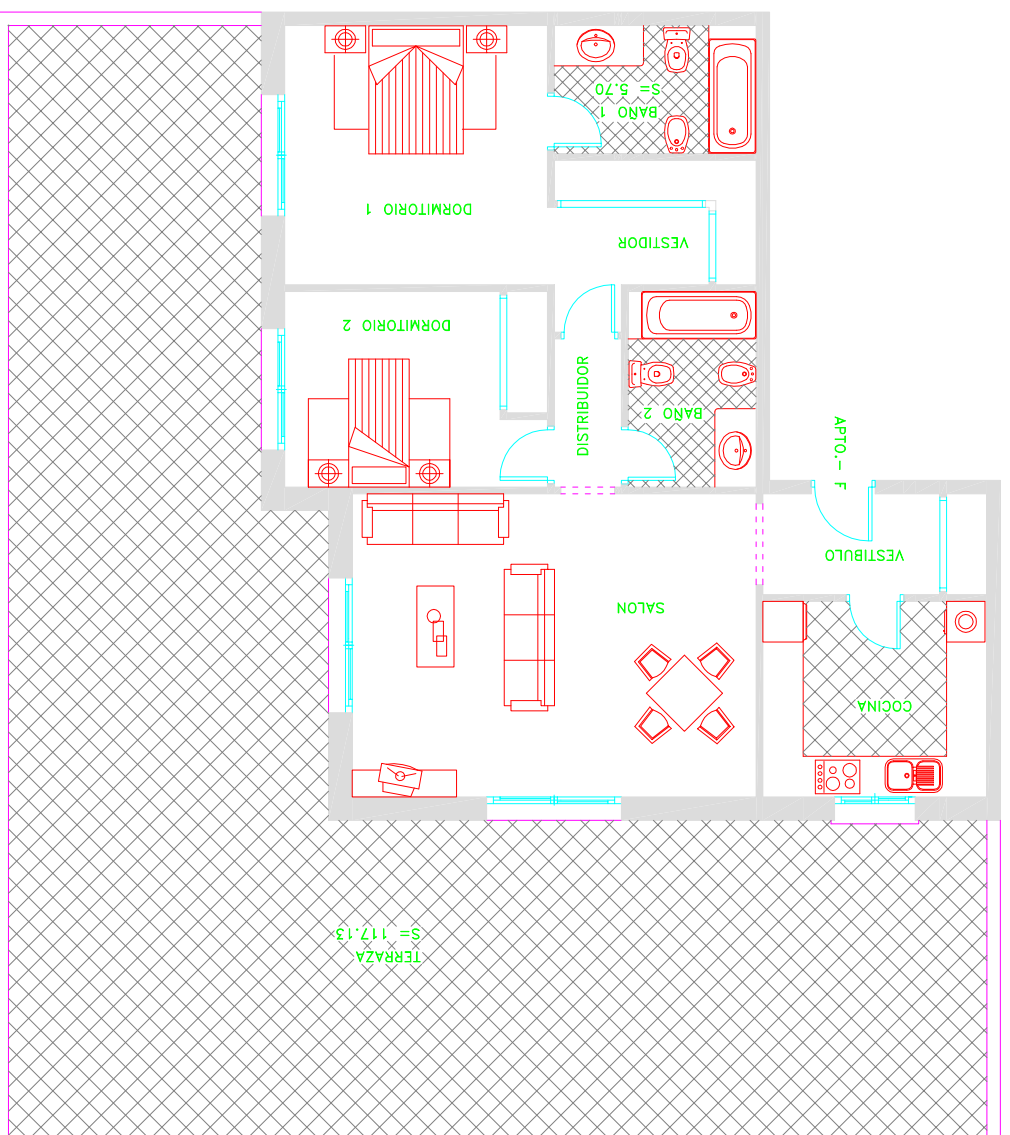 BAÑO 1
S= 5.70
DORMITORIO 1
VESTIDOR
DORMITORIO 2
DISTRIBUIDOR
BAÑO 2
APTO.- F
VESTIBULO
SALON
COCINA
TERRAZA
S= 117.13